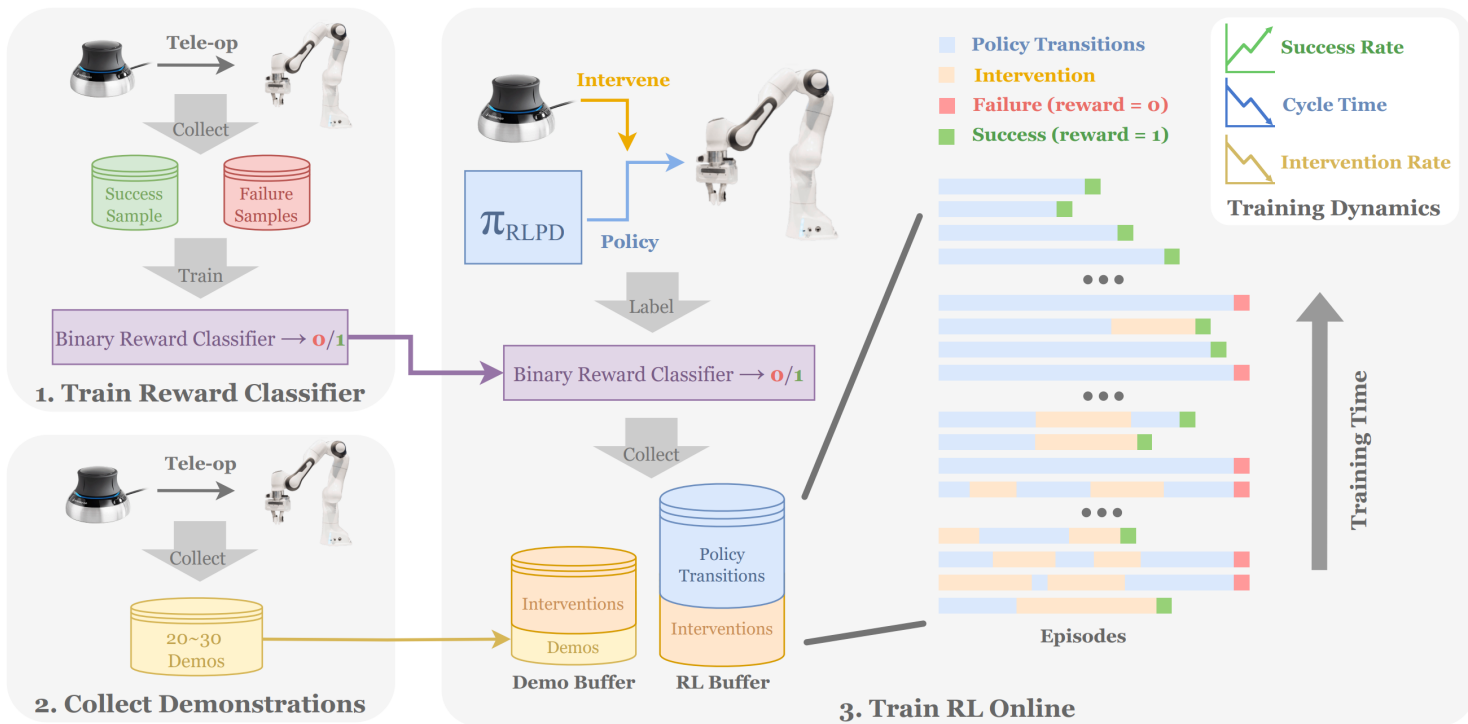 Tele-op
Collect
Success
Sample
Failure
Samples
Train
Binary Reward Classifier → 0/1
1. Train Reward Classifier
Tele-op
Collect
20~30
Demos
2. Collect Demonstrations
Intervene
πRLPD
Policy
Label
Binary Reward Classifier → 0/1
Collect
Interventions
Demos
Demo Buffer
Policy
Transitions
Interventions
RL Buffer
Policy Transitions
Intervention
Failure (reward = 0)
Success (reward = 1)
Episodes
Success Rate
Cycle Time
Intervention Rate
Training Dynamics
Training Time
3. Train RL Online